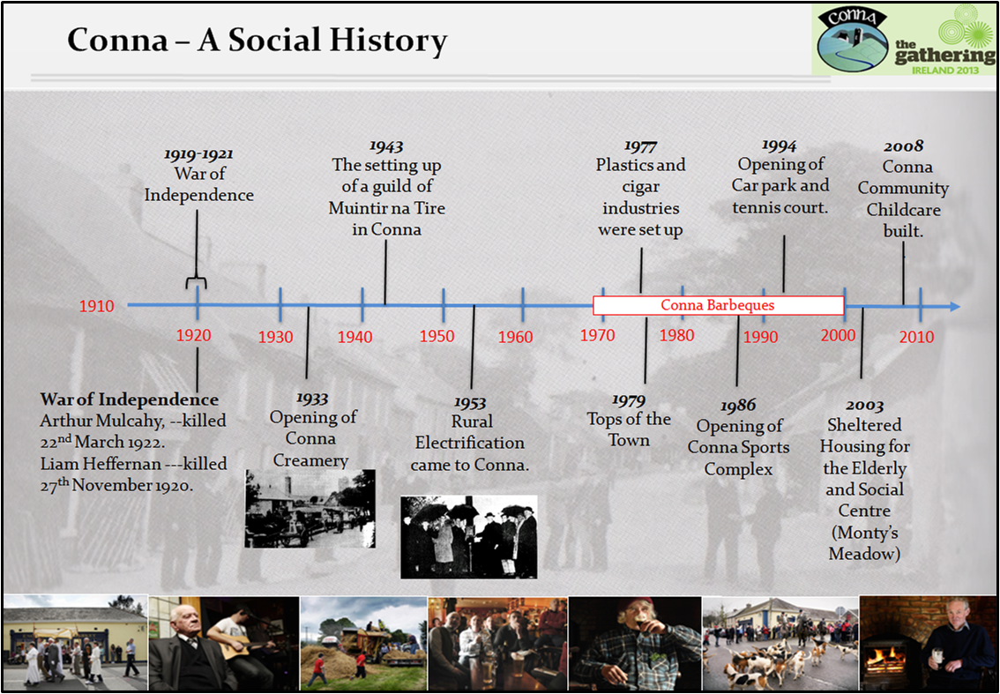 Conna – A Social History
CONNA
the
gathering
IRELAND 2013
1919-1921
War of
Independence
1943
The setting up
of a guild of
Muintir na Tire
in Conna
1977
Plastics and
cigar
industries
were set up
1994
Opening of
Car park and
tennis court.
2008
Conna
Community
Childcare
built.
1910
Conna Barbeques
1920
1930
1940
1950
1960
1970
1980
1990
2000
2010
War of Independence
Arthur Mulcahy, --killed
22nd March 1922.
Liam Heffernan ---killed
27th November 1920.
1933
Opening of
Conna
Creamery
1953
Rural
Electrification
came to Conna.
1979
Tops of the
Town
1986
Opening of
Conna Sports
Complex
2003
Sheltered
Housing for
the Elderly
and Social
Centre
(Monty's
Meadow)